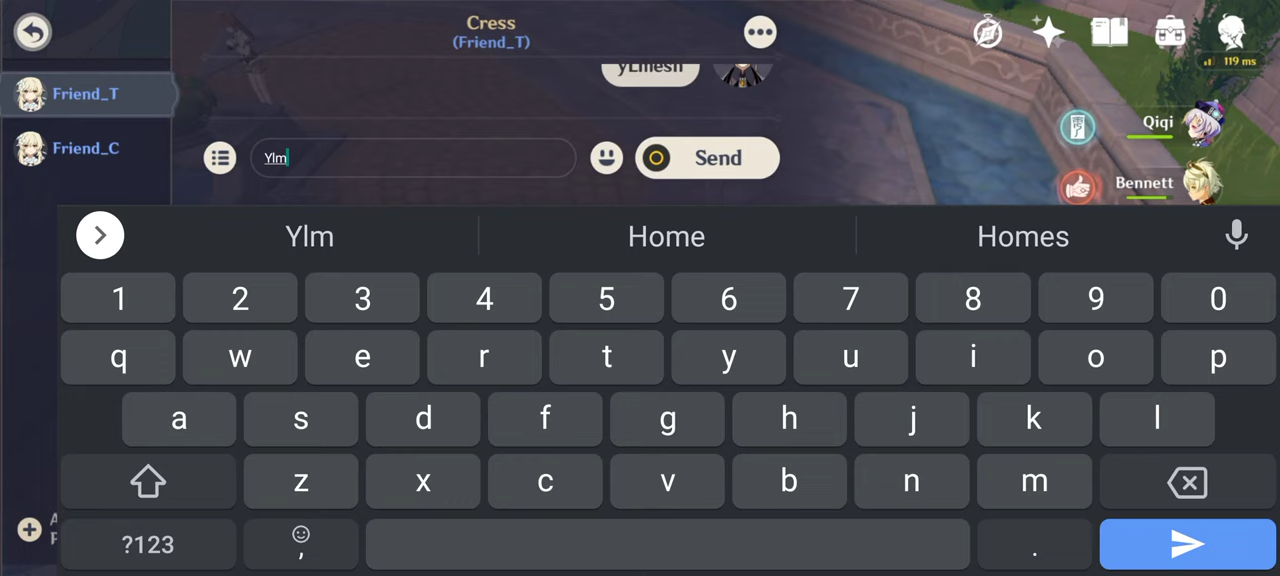 Cress
(Friend_T)
119 ms
Friend_T
Friend_C
yLmesh
Qiqi
Bennett
Ylm
Send
Ylm
Home
Homes
1 2 3 4 5 6 7 8 9 0
q w e r t y u i o p
a s d f g h j k l
z x c v b n m
?123
,
.